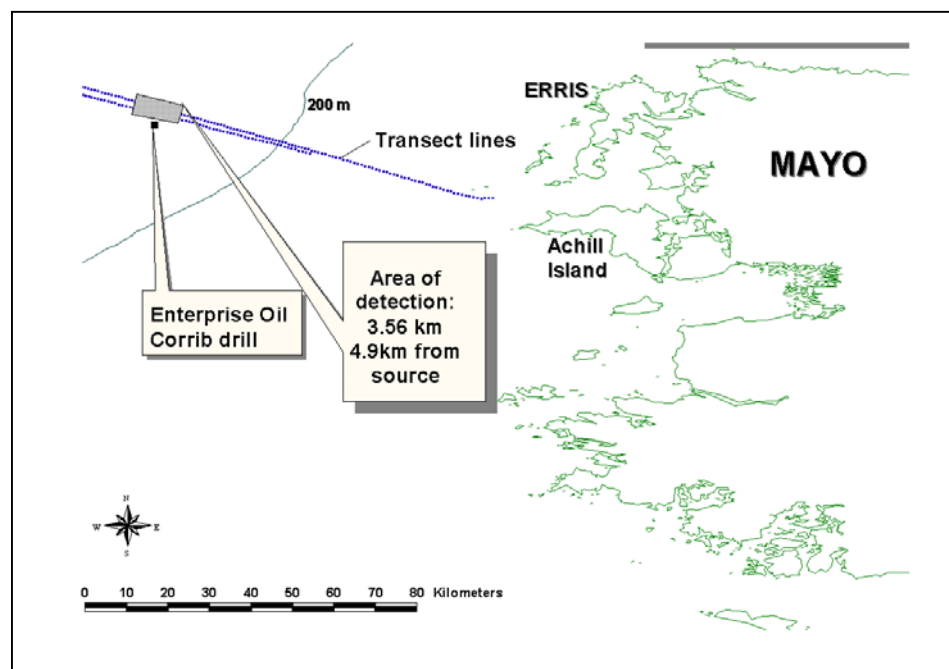 ERRIS
200 m
Transect lines
MAYO
Achill
Island
Area of
detection:
3.56 km
4.9km from
source
Enterprise Oil
Corrib drill
N
W E
S
0 10 20 30 40 50 60 70 80 Kilometers